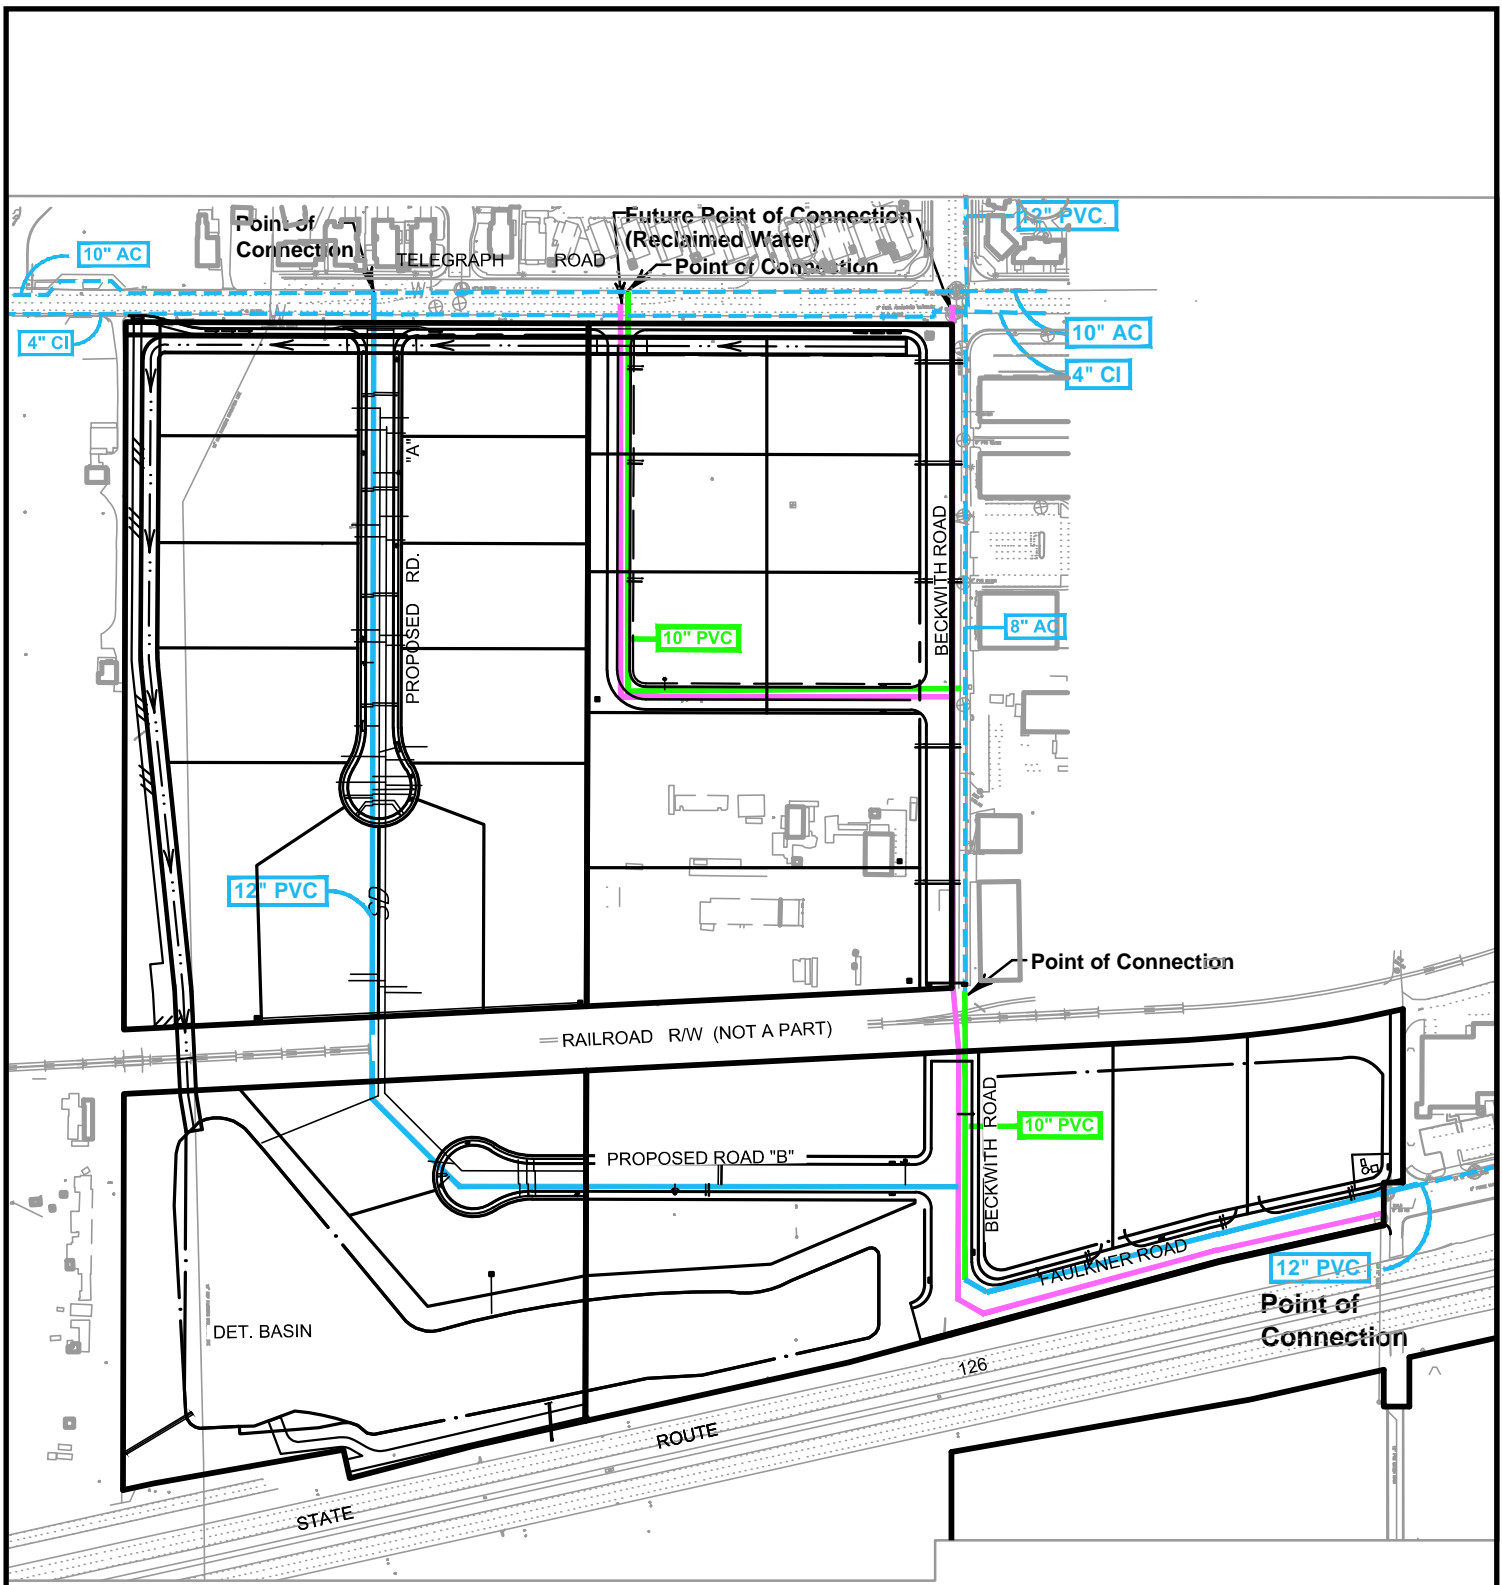 12" PVC
Point of
Connection
Future Point of Connection
(Reclaimed Water)
10" AC
TELEGRAPH ROAD
Point of Connection
4" CI
10" AC
4" CI
"A"
PROPOSED RD.
BECKWITH ROAD
8" AC
10" PVC
12" PVC
SD
Point of Connection
RAILROAD R/W (NOT A PART)
BECKWITH ROAD
10" PVC
PROPOSED ROAD "B"
FAULKNER ROAD
12" PVC
Point of
Connection
DET. BASIN
126
ROUTE
STATE